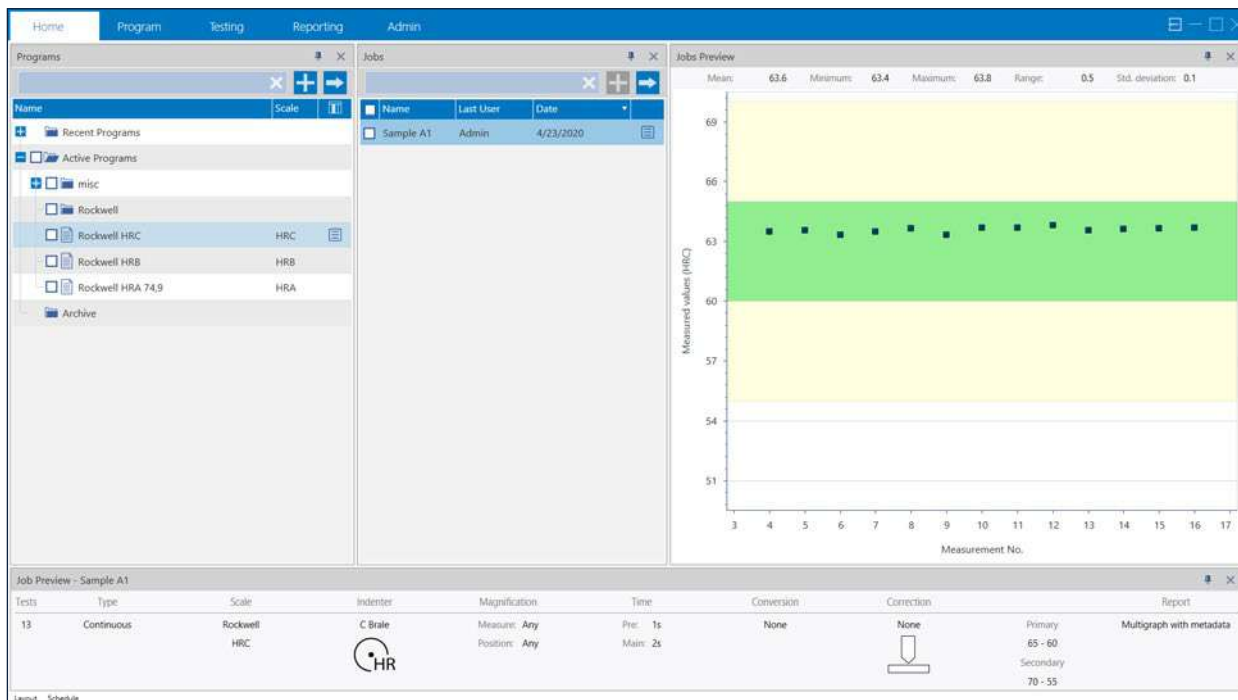 Home Program Testing Reporting Admin
Programs
Name Scale
Recent Programs
Active Programs
misc
Rockwell
Rockwell HRC HRC
Rockwell HRB HRB
Rockwell HRA 74,9 HRA
Archive
Jobs
Name Last User Date
Sample A1 Admin 4/23/2020
Jobs Preview
Mean: 63.6 Minimum: 63.4 Maximum: 63.8 Range: 0.5 Std. deviation: 0.1
Measured values (HRC)
69
66
63
60
57
54
51
3 4 5 6 7 8 9 10 11 12 13 14 15 16 17
Measurement No.
Job Preview - Sample A1
Tests Type Scale Indenter Magnification Time Conversion Correction Report
13 Continuous Rockwell C Brale Measure: Any Pre: 1s None None Primary Multigraph with metadata
HRC HR Position: Any Main: 2s 65 - 60
Secondary
70 - 55
Layout Schedule